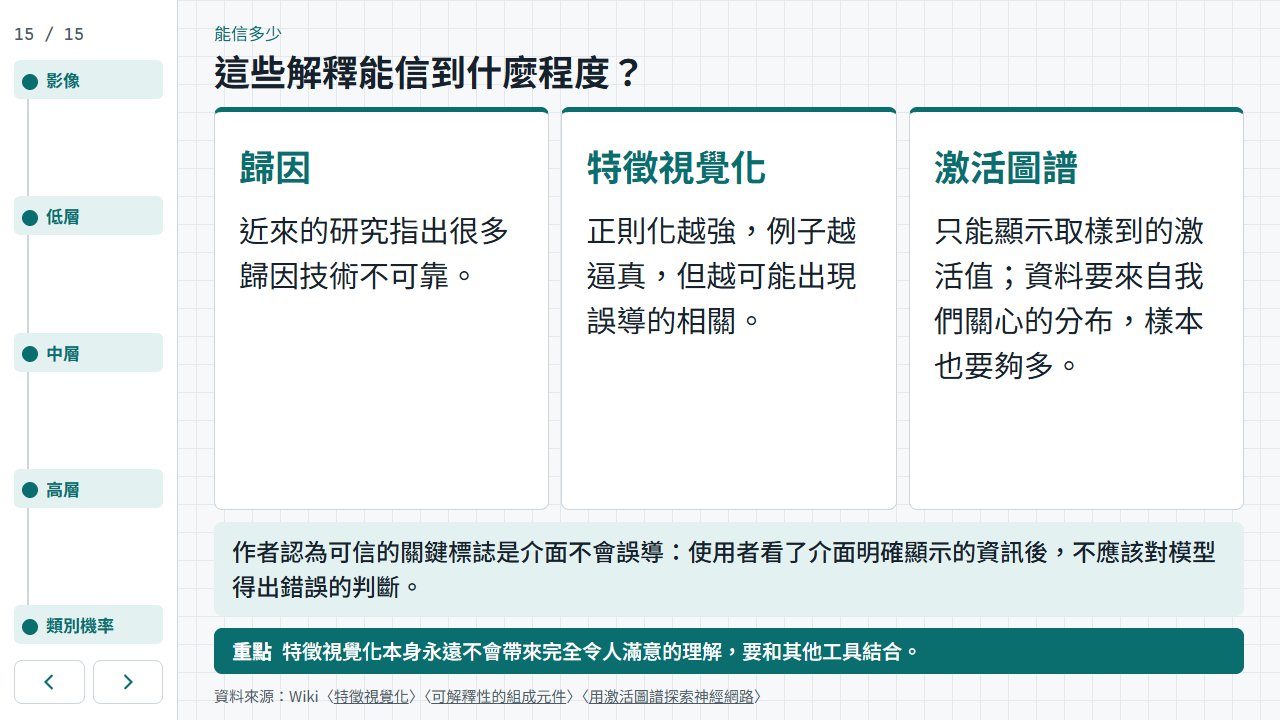 15 / 15
影像
低層
中層
高層
類別機率
能信多少
這些解釋能信到什麼程度？
歸因
近來的研究指出很多
歸因技術不可靠。
特徵視覺化
正則化越強，例子越
逼真，但越可能出現
誤導的相關。
激活圖譜
只能顯示取樣到的激
活值；資料要來自我
們關心的分布，樣本
也要夠多。
作者認為可信的關鍵標誌是介面不會誤導：使用者看了介面明確顯示的資訊後，不應該對模型
得出錯誤的判斷。
重點 特徵視覺化本身永遠不會帶來完全令人滿意的理解，要和其他工具結合。
資料來源：Wiki〈特徵視覺化〉〈可解釋性的組成元件〉〈用激活圖譜探索神經網路〉